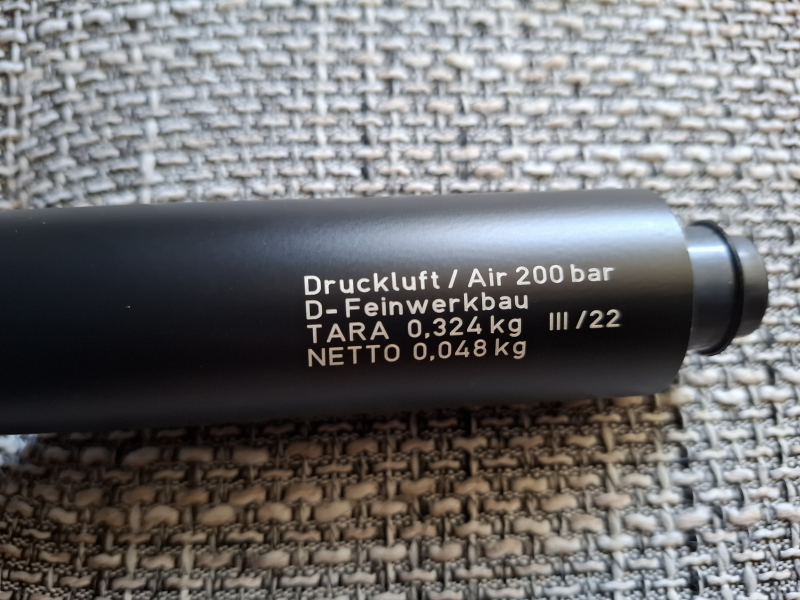 Druckluft / Air 200 bar
D- Feinwerkbau
TARA 0,324 kg III /22
NETTO 0,048 kg